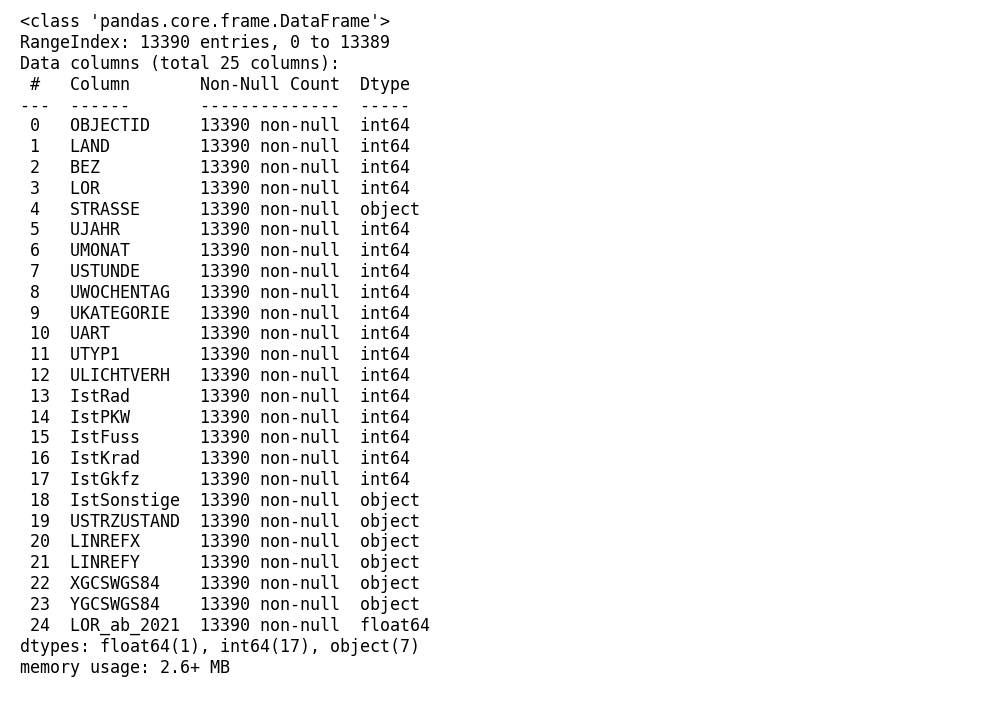 <class 'pandas.core.frame.DataFrame'>
RangeIndex: 13390 entries, 0 to 13389
Data columns (total 25 columns):
 #   Column       Non-Null Count  Dtype
---  ------       --------------  -----
 0   OBJECTID     13390 non-null  int64
 1   LAND         13390 non-null  int64
 2   BEZ          13390 non-null  int64
 3   LOR          13390 non-null  int64
 4   STRASSE      13390 non-null  object
 5   UJAHR        13390 non-null  int64
 6   UMONAT       13390 non-null  int64
 7   USTUNDE      13390 non-null  int64
 8   UWOCHENTAG   13390 non-null  int64
 9   UKATEGORIE   13390 non-null  int64
 10  UART         13390 non-null  int64
 11  UTYP1        13390 non-null  int64
 12  ULICHTVERH   13390 non-null  int64
 13  IstRad       13390 non-null  int64
 14  IstPKW       13390 non-null  int64
 15  IstFuss      13390 non-null  int64
 16  IstKrad      13390 non-null  int64
 17  IstGkfz      13390 non-null  int64
 18  IstSonstige  13390 non-null  object
 19  USTRZUSTAND  13390 non-null  object
 20  LINREFX      13390 non-null  object
 21  LINREFY      13390 non-null  object
 22  XGCSWGS84    13390 non-null  object
 23  YGCSWGS84    13390 non-null  object
 24  LOR_ab_2021  13390 non-null  float64
dtypes: float64(1), int64(17), object(7)
memory usage: 2.6+ MB